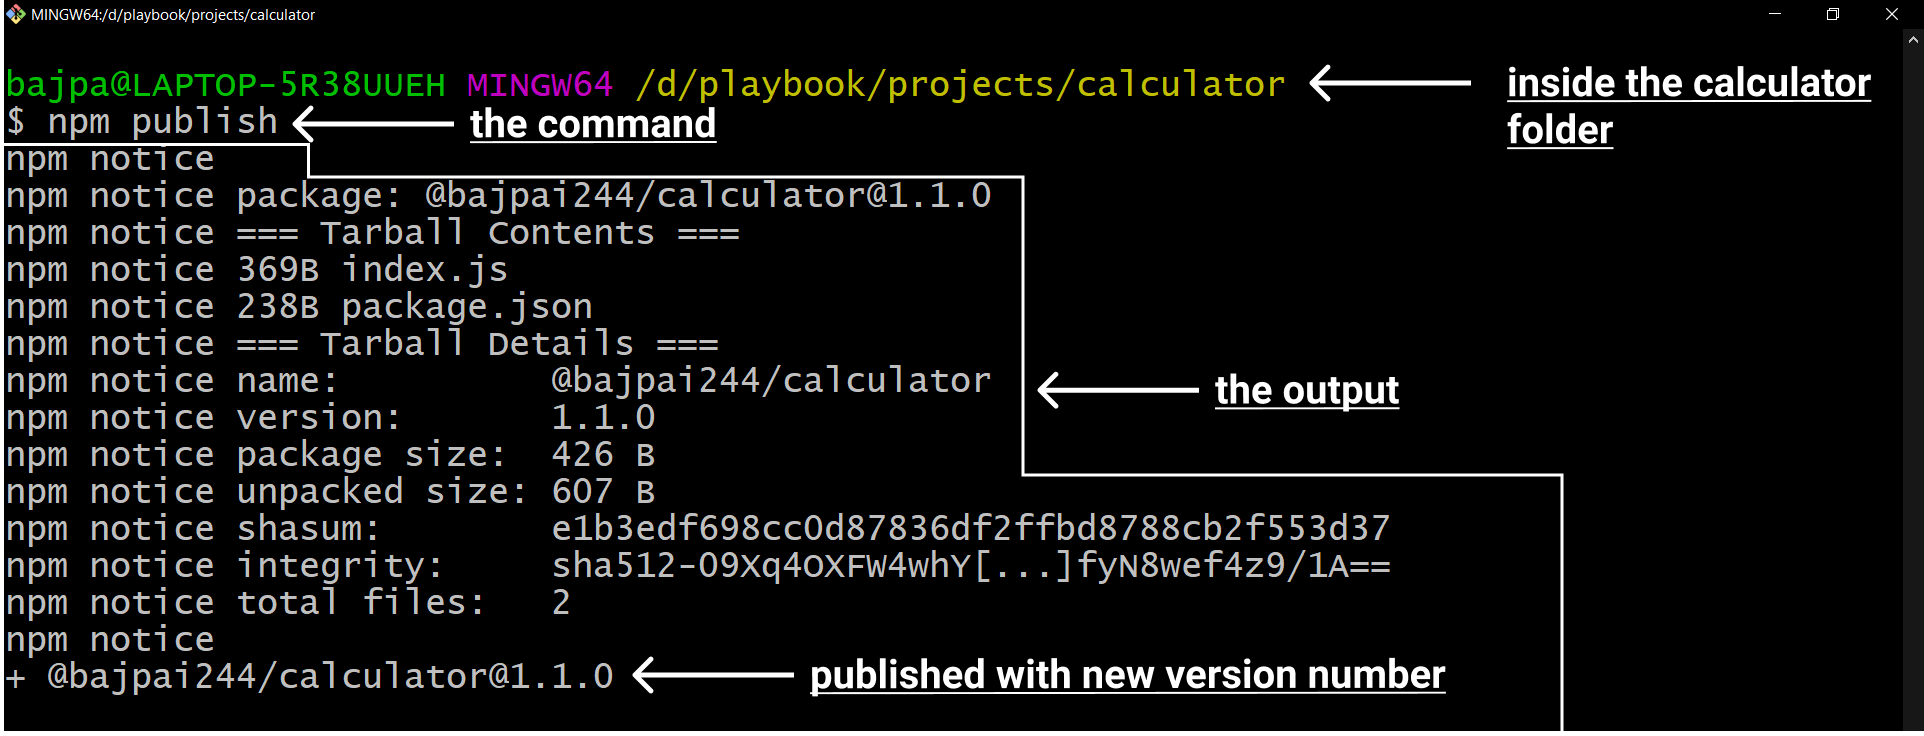 MINGW64:/d/playbook/projects/calculator
bajpa@LAPTOP-5R38UUEH MINGW64 /d/playbook/projects/calculator
inside the calculator
folder
$ npm publish
the command
npm notice
npm notice package: @bajpai244/calculator@1.1.0
npm notice === Tarball Contents ===
npm notice 369B index.js
npm notice 238B package.json
npm notice === Tarball Details ===
npm notice name: @bajpai244/calculator
the output
npm notice version: 1.1.0
npm notice package size: 426 B
npm notice unpacked size: 607 B
npm notice shasum: e1b3edf698cc0d87836df2ffbd8788cb2f553d37
npm notice integrity: sha512-O9Xq4OXFW4whY[...]fyN8wef4z9/1A==
npm notice total files: 2
npm notice
+ @bajpai244/calculator@1.1.0
published with new version number